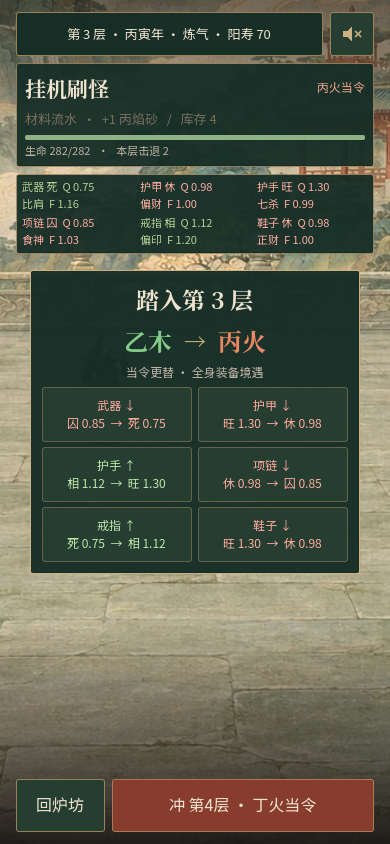 第 3 层 · 丙寅年 · 炼气 · 阳寿 70
挂机刷怪
丙火当令
材料流水 · +1 丙焰砂 / 库存 4
生命 282/282 · 本层击退 2
武器 死 Q 0.75 护甲 休 Q 0.98 护手 旺 Q 1.30
比肩 F 1.16 偏财 F 1.00 七杀 F 0.99
项链 囚 Q 0.85 戒指 相 Q 1.12 鞋子 休 Q 0.98
食神 F 1.03 偏印 F 1.20 正财 F 1.00
踏入第 3 层
乙木 → 丙火
当令更替 · 全身装备境遇
武器 ↓ 护甲 ↓
囚 0.85 → 死 0.75 旺 1.30 → 休 0.98
护手 ↑ 项链 ↓
相 1.12 → 旺 1.30 休 0.98 → 囚 0.85
戒指 ↑ 鞋子 ↓
死 0.75 → 相 1.12 旺 1.30 → 休 0.98
回炉坊
冲 第4层 · 丁火当令